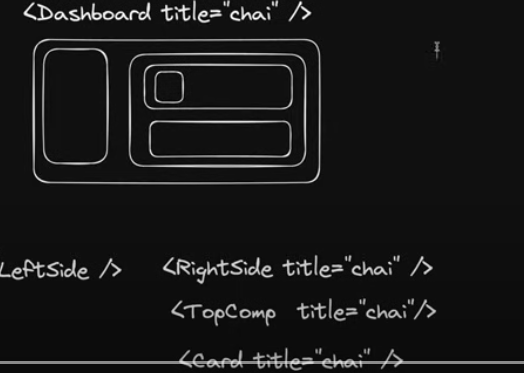 <Dashboard title="chai" />
LeftSide /> <RightSide title="chai" />
<TopComp title="chai"/>
<Card title="chai" />